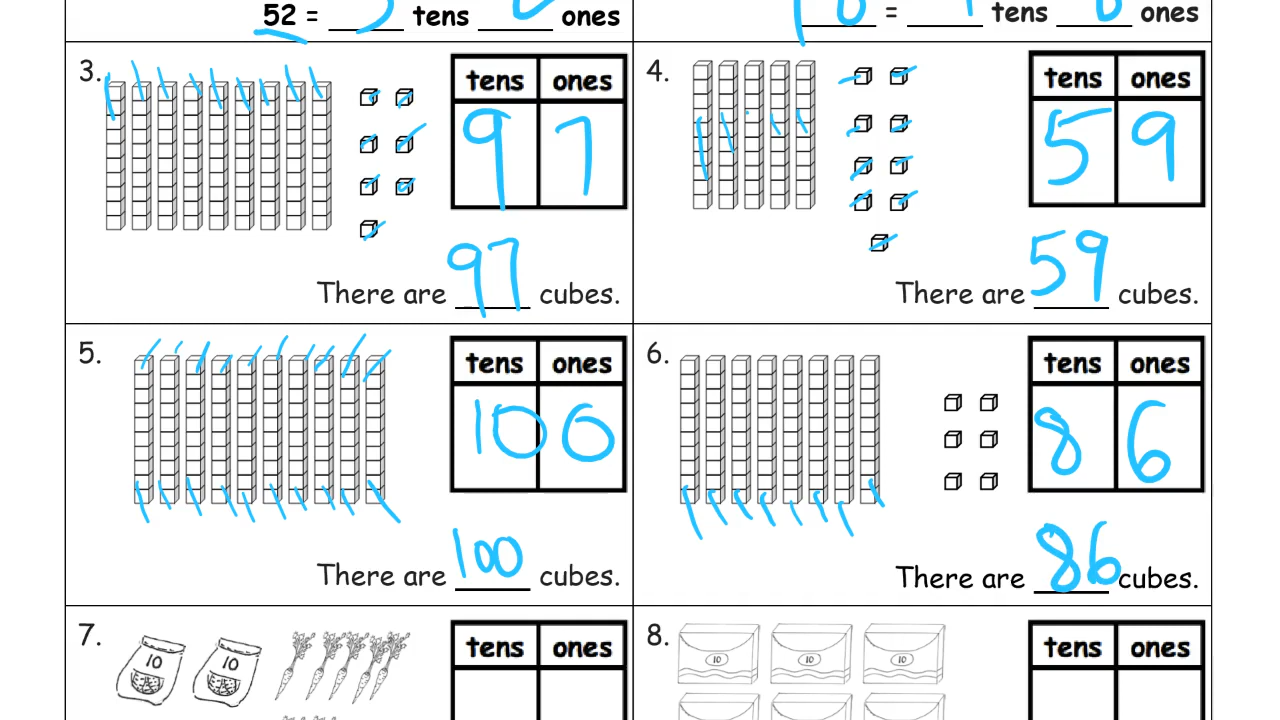 52 = 5 tens ones
= tens ones
3.
tens ones
9 7
There are 97 cubes.
4.
tens ones
5 9
There are 59 cubes.
5.
tens ones
10 0
There are 100 cubes.
6.
tens ones
8 6
There are 86 cubes.
7.
10 10
tens ones
8.
10 10 10
tens ones